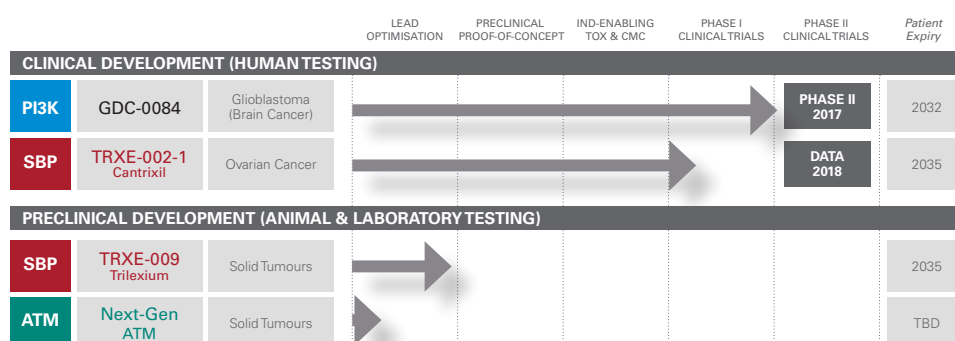 LEAD OPTIMISATION
PRECLINICAL PROOF-OF-CONCEPT
IND-ENABLING TOX & CMC
PHASE I CLINICAL TRIALS
PHASE II CLINICAL TRIALS
Patient Expiry
CLINICAL DEVELOPMENT (HUMAN TESTING)
PI3K
GDC-0084
Glioblastoma
(Brain Cancer)
PHASE II
2017
2032
SBP
TRXE-002-1
Cantrixil
Ovarian Cancer
DATA
2018
2035
PRECLINICAL DEVELOPMENT (ANIMAL & LABORATORY TESTING)
SBP
TRXE-009
Trilexium
Solid Tumours
2035
ATM
Next-Gen
ATM
Solid Tumours
TBD